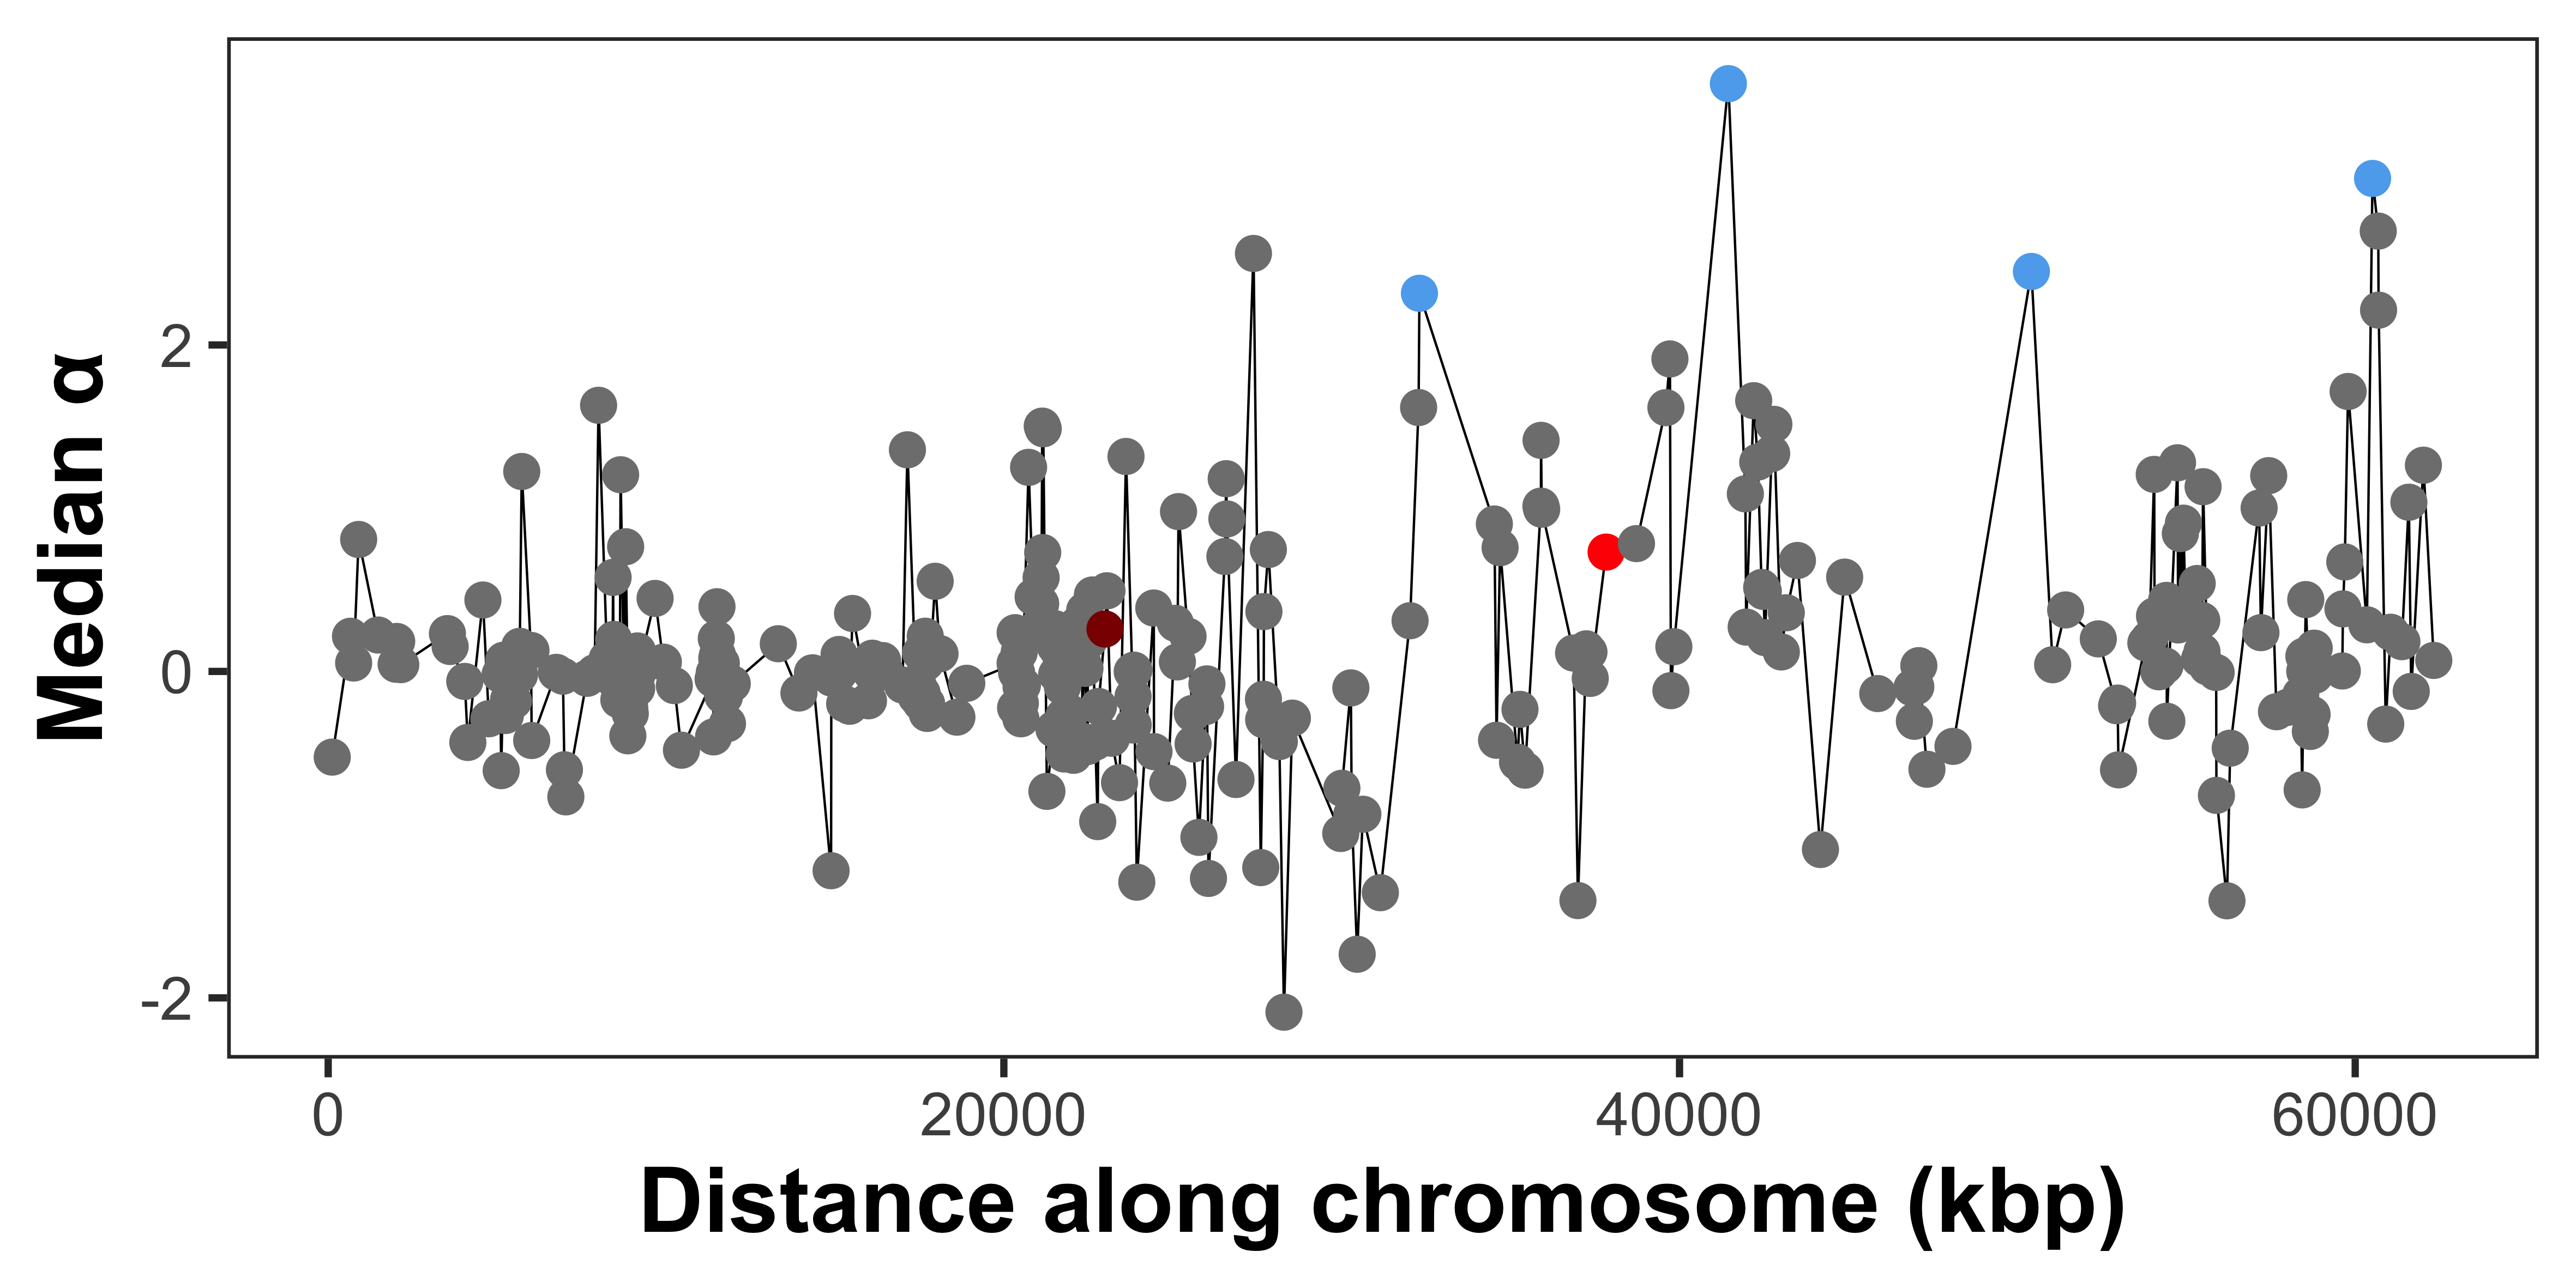 Median α
2
0
-2
0 20000 40000 60000
Distance along chromosome (kbp)